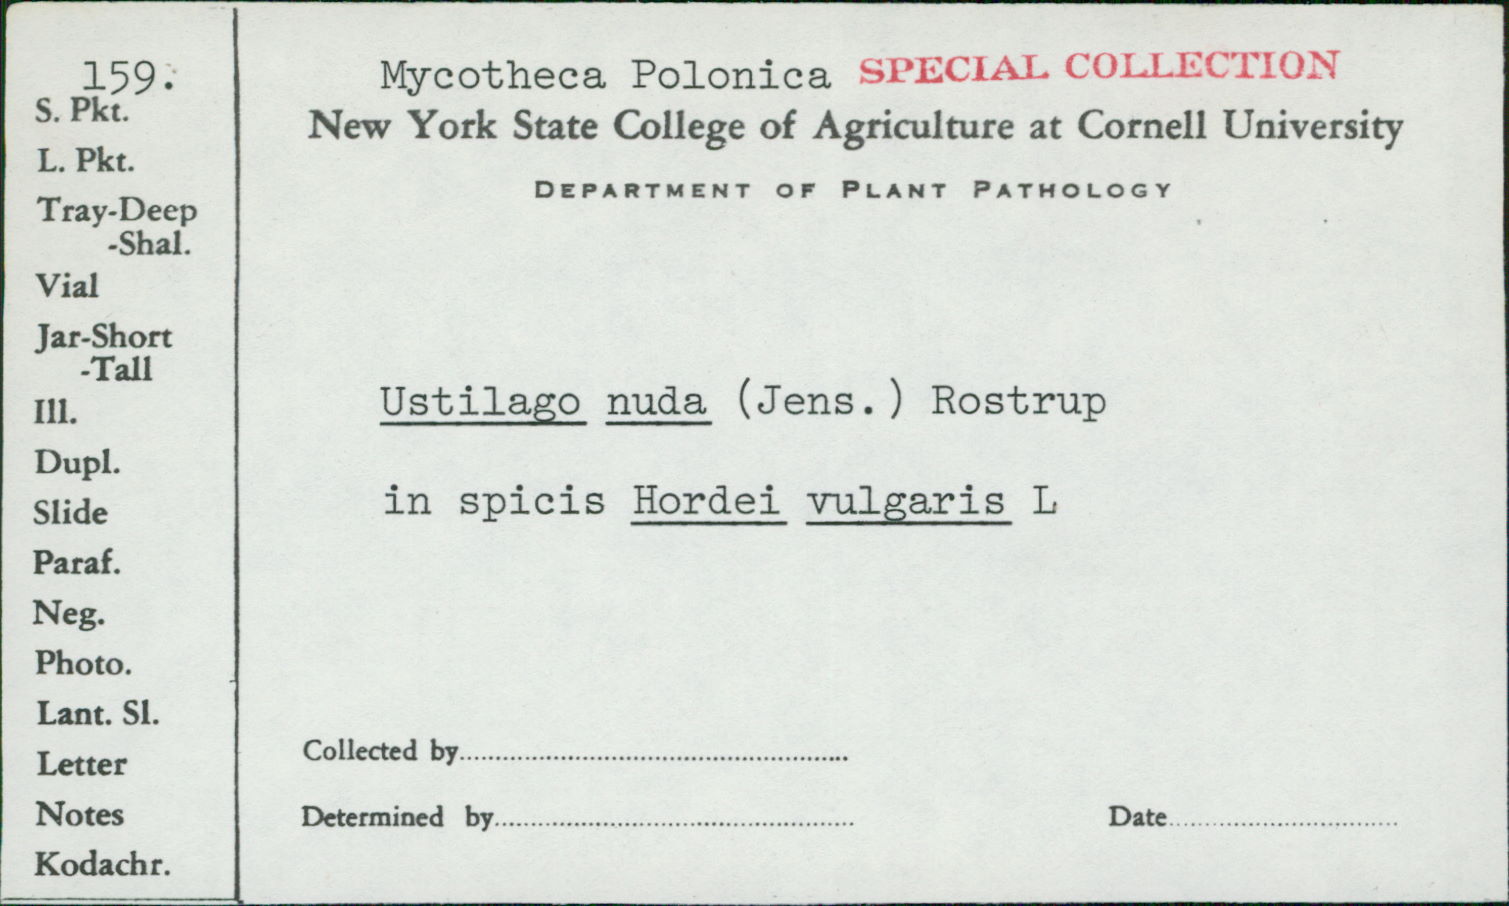 159.
S. Pkt.
L. Pkt.
Tray-Deep
-Shal.
Vial
Jar-Short
-Tall
Ill.
Dupl.
Slide
Paraf.
Neg.
Photo.
Lant. Sl.
Letter
Notes
Kodachr.
Mycotheca Polonica SPECIAL COLLECTION
New York State College of Agriculture at Cornell University
DEPARTMENT OF PLANT PATHOLOGY
Ustilago nuda (Jens.) Rostrup
in spicis Hordei vulgaris L
Collected by
Determined by Date